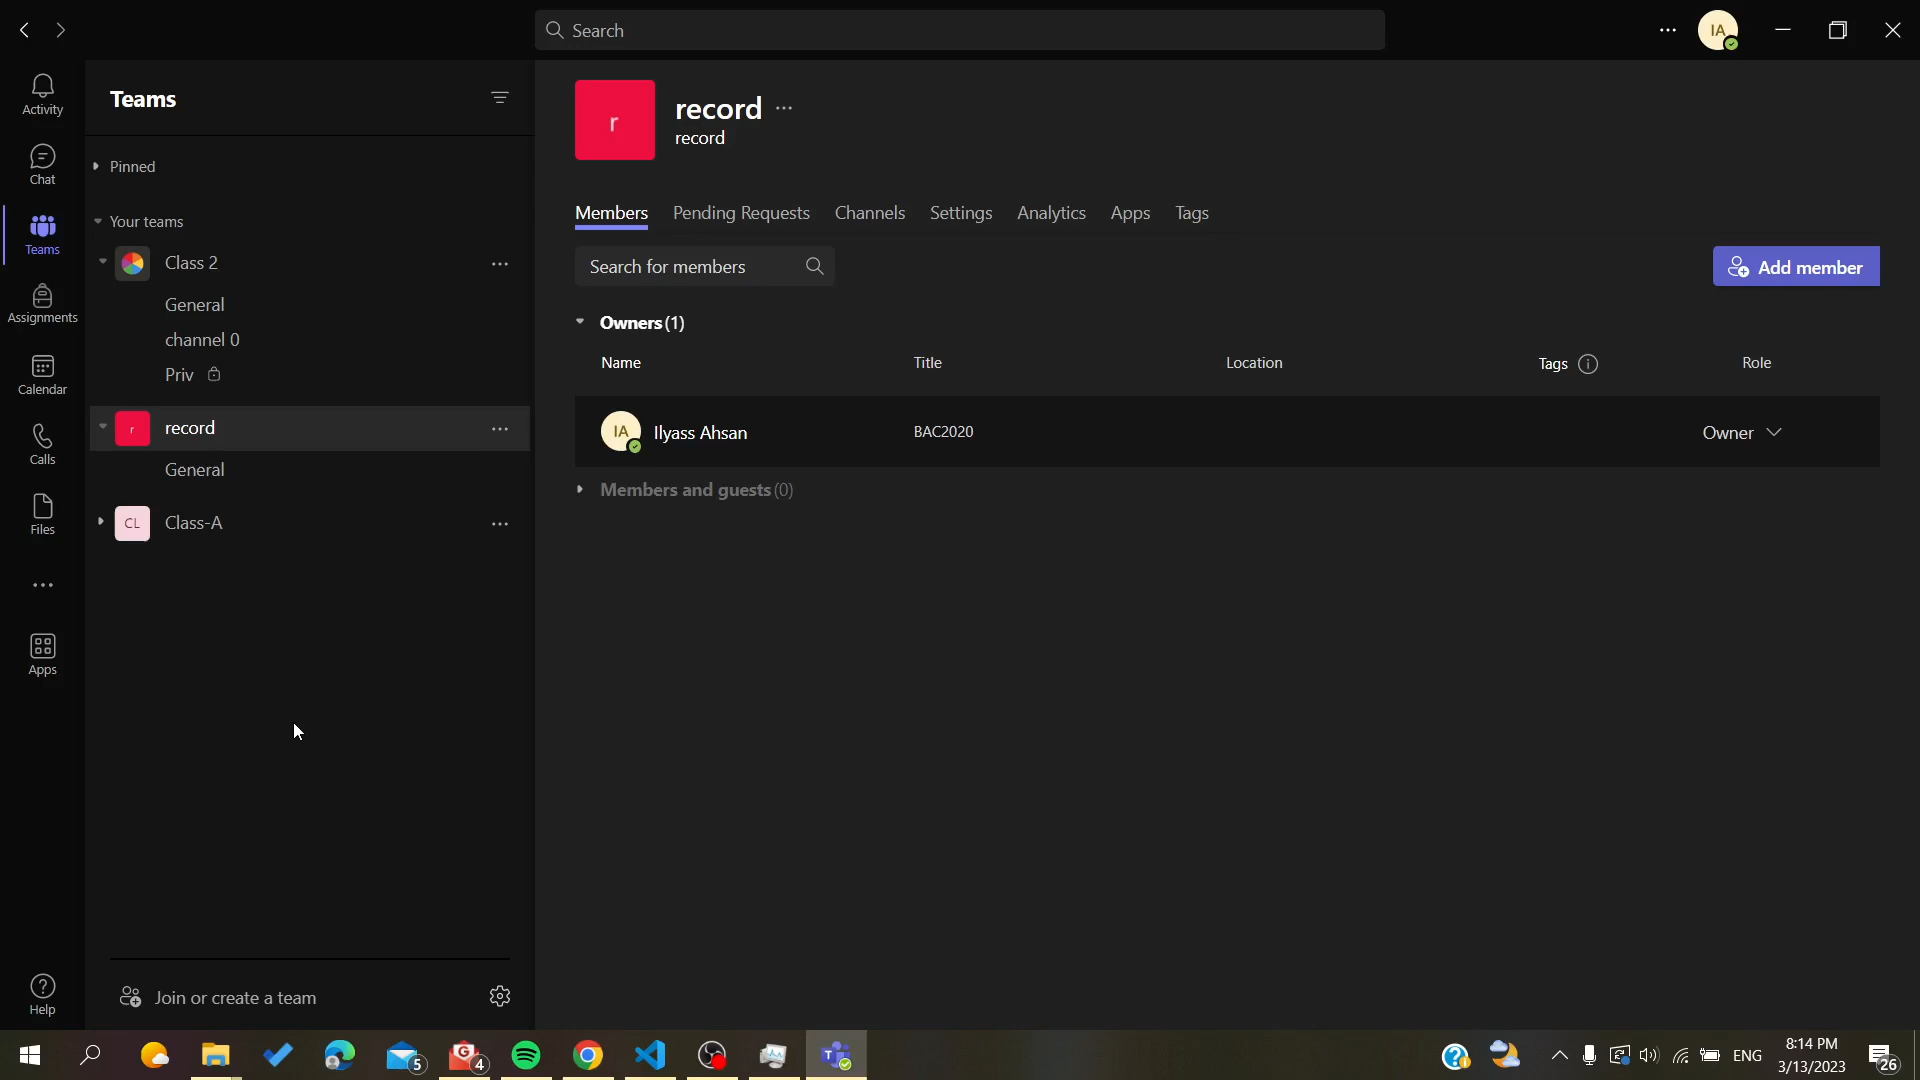 Search
IA
Activity
Chat
Teams
Assignments
Calendar
Calls
Files
Apps
Help
Teams
Pinned
Your teams
Class 2
General
channel 0
Priv
r record
General
CL Class-A
Join or create a team
r
record
record
Members Pending Requests Channels Settings Analytics Apps Tags
Search for members
Add member
Owners (1)
Name Title Location Tags Role
IA Ilyass Ahsan BAC2020 Owner
Members and guests (0)
5
4
ENG
8:14 PM
3/13/2023
26